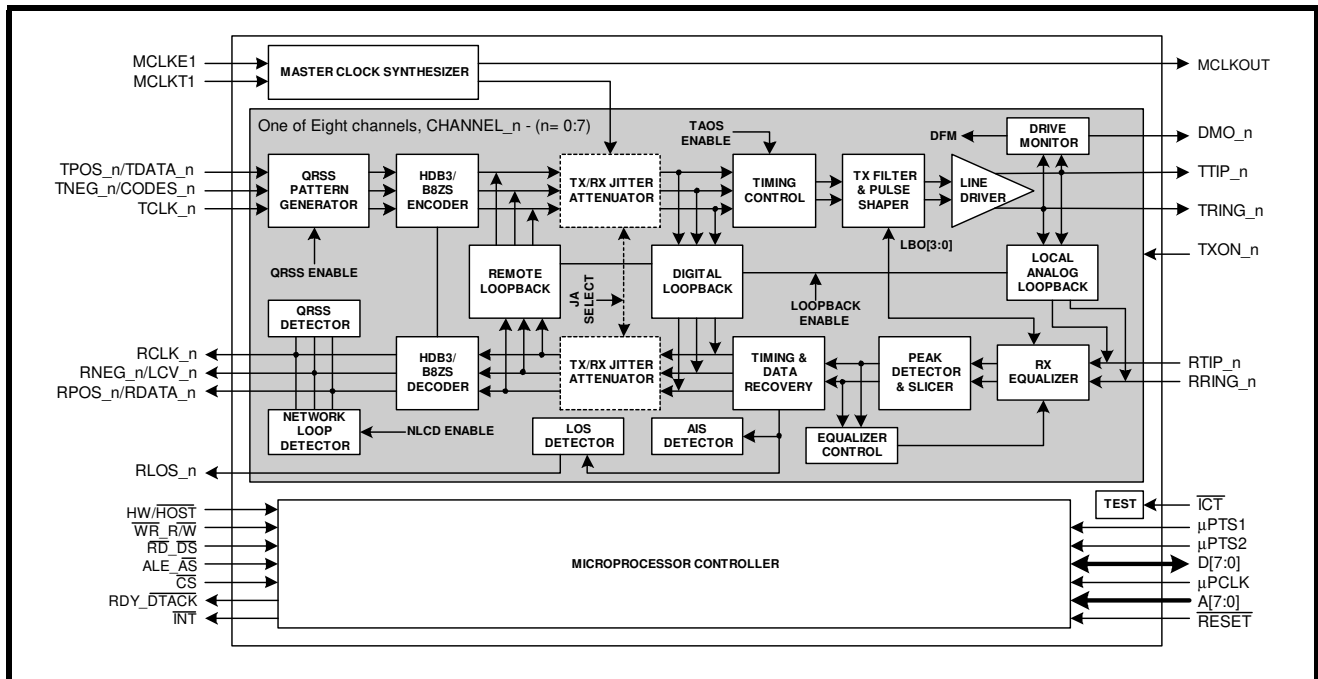 MCLKE1
MCLKT1
MASTER CLOCK SYNTHESIZER
MCLKOUT
One of Eight channels, CHANNEL_n - (n= 0:7)
TAOS
ENABLE
DFM
DRIVE
MONITOR
DMO_n
TPOS_n/TDATA_n
TNEG_n/CODES_n
TCLK_n
QRSS
PATTERN
GENERATOR
HDB3/
B8ZS
ENCODER
TX/RX JITTER
ATTENUATOR
TIMING
CONTROL
TX FILTER
& PULSE
SHAPER
LINE
DRIVER
TTIP_n
TRING_n
TXON_n
QRSS ENABLE
REMOTE
LOOPBACK
JA
SELECT
DIGITAL
LOOPBACK
LOOPBACK
ENABLE
LBO[3:0]
LOCAL
ANALOG
LOOPBACK
QRSS
DETECTOR
RCLK_n
RNEG_n/LCV_n
RPOS_n/RDATA_n
HDB3/
B8ZS
DECODER
TX/RX JITTER
ATTENUATOR
TIMING &
DATA
RECOVERY
PEAK
DETECTOR
& SLICER
RX
EQUALIZER
RTIP_n
RRING_n
NETWORK
LOOP
DETECTOR
NLCD ENABLE
LOS
DETECTOR
AIS
DETECTOR
EQUALIZER
CONTROL
RLOS_n
TEST
ICT
HW/HOST
WR_R/W
RD_DS
ALE_AS
CS
RDY_DTACK
INT
MICROPROCESSOR CONTROLLER
µPTS1
µPTS2
D[7:0]
µPCLK
A[7:0]
RESET